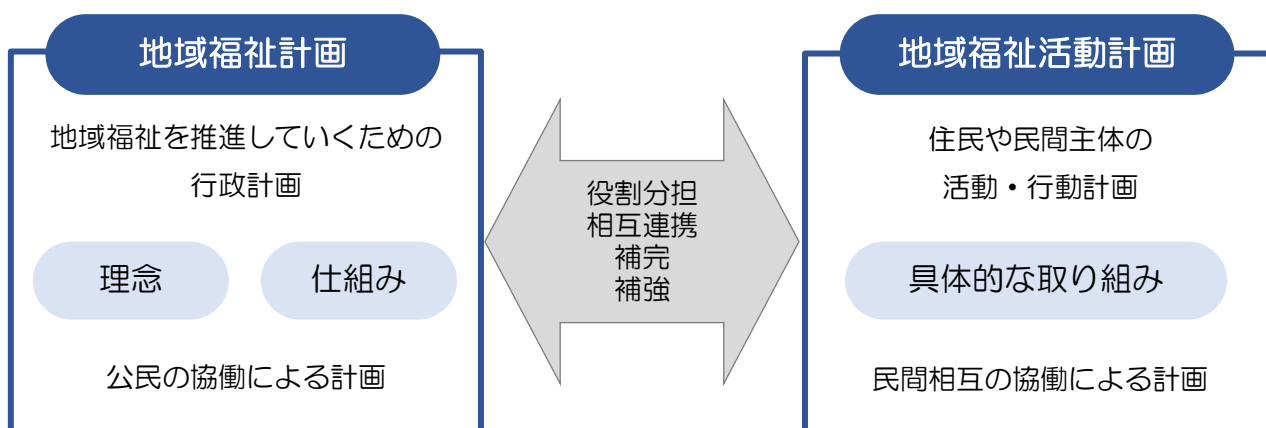 地域福祉計画
地域福祉を推進していくための
行政計画
理念
仕組み
公民の協働による計画
役割分担
相互連携
補完
補強
地域福祉活動計画
住民や民間主体の
活動・行動計画
具体的な取り組み
民間相互の協働による計画